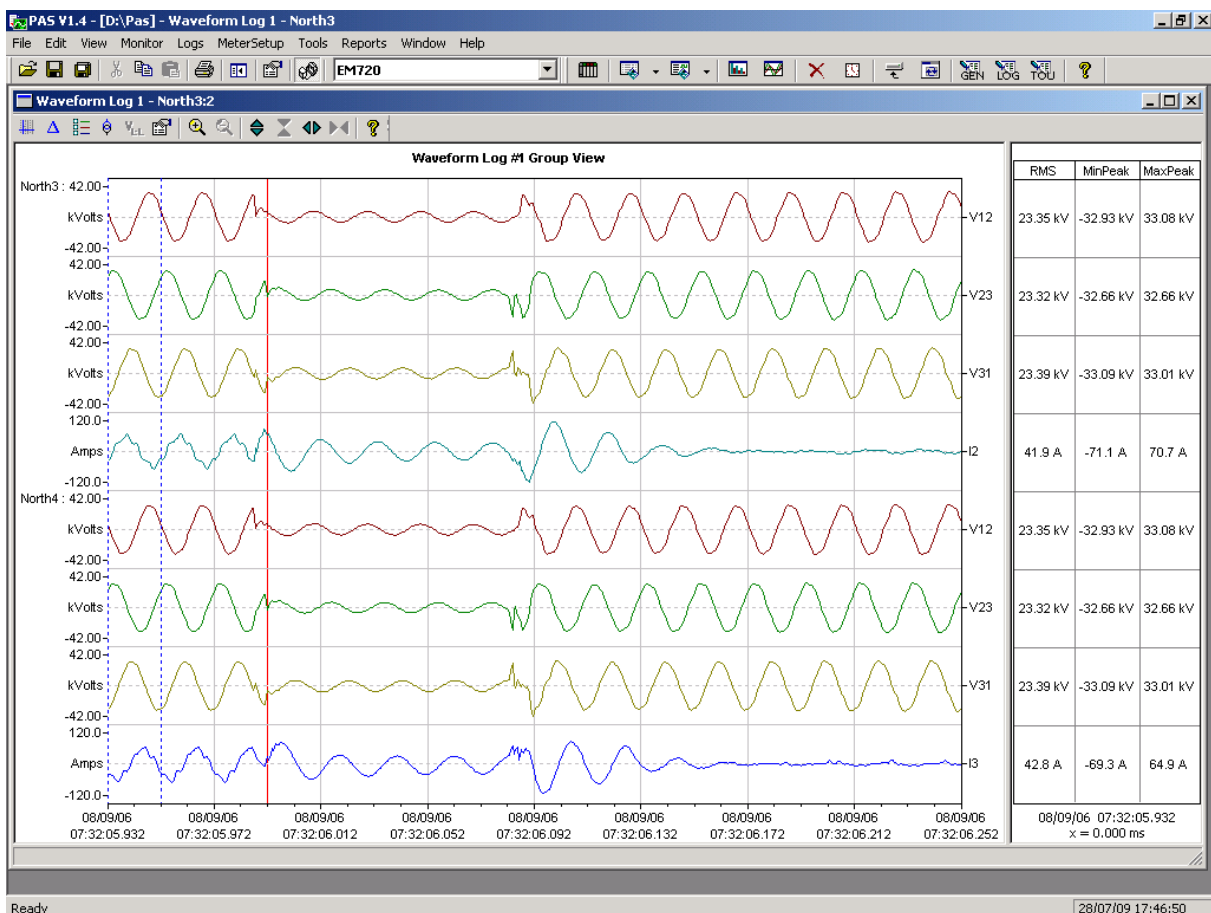 PAS V1.4 - [D:\Pas] - Waveform Log 1 - North3
File Edit View Monitor Logs MeterSetup Tools Reports Window Help
EM720
GEN LOG TOU
Waveform Log 1 - North3:2
VLL
Waveform Log #1 Group View
RMS MinPeak MaxPeak
North3 : 42.00
kVolts
-42.00
V12
23.35 kV -32.93 kV 33.08 kV
42.00
kVolts
-42.00
V23
23.32 kV -32.66 kV 32.66 kV
42.00
kVolts
-42.00
V31
23.39 kV -33.09 kV 33.01 kV
120.0
Amps
-120.0
I2
41.9 A -71.1 A 70.7 A
North4 : 42.00
kVolts
-42.00
V12
23.35 kV -32.93 kV 33.08 kV
42.00
kVolts
-42.00
V23
23.32 kV -32.66 kV 32.66 kV
42.00
kVolts
-42.00
V31
23.39 kV -33.09 kV 33.01 kV
120.0
Amps
-120.0
I3
42.8 A -69.3 A 64.9 A
08/09/06 08/09/06 08/09/06 08/09/06 08/09/06 08/09/06 08/09/06 08/09/06 08/09/06
07:32:05.932 07:32:05.972 07:32:06.012 07:32:06.052 07:32:06.092 07:32:06.132 07:32:06.172 07:32:06.212 07:32:06.252
08/09/06 07:32:05.932
x = 0.000 ms
Ready
28/07/09 17:46:50